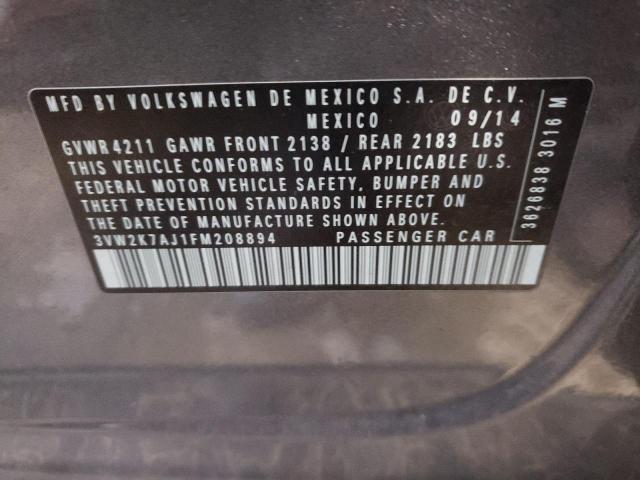 MFD BY VOLKSWAGEN DE MEXICO S.A. DE C.V.
MEXICO 09/14
GVWR 4211 GAWR FRONT 2138 / REAR 2183 LBS
THIS VEHICLE CONFORMS TO ALL APPLICABLE U.S.
FEDERAL MOTOR VEHICLE SAFETY, BUMPER AND
THEFT PREVENTION STANDARDS IN EFFECT ON
THE DATE OF MANUFACTURE SHOWN ABOVE.
3VW2K7AJ1FM208894 PASSENGER CAR
3626838 3016 M